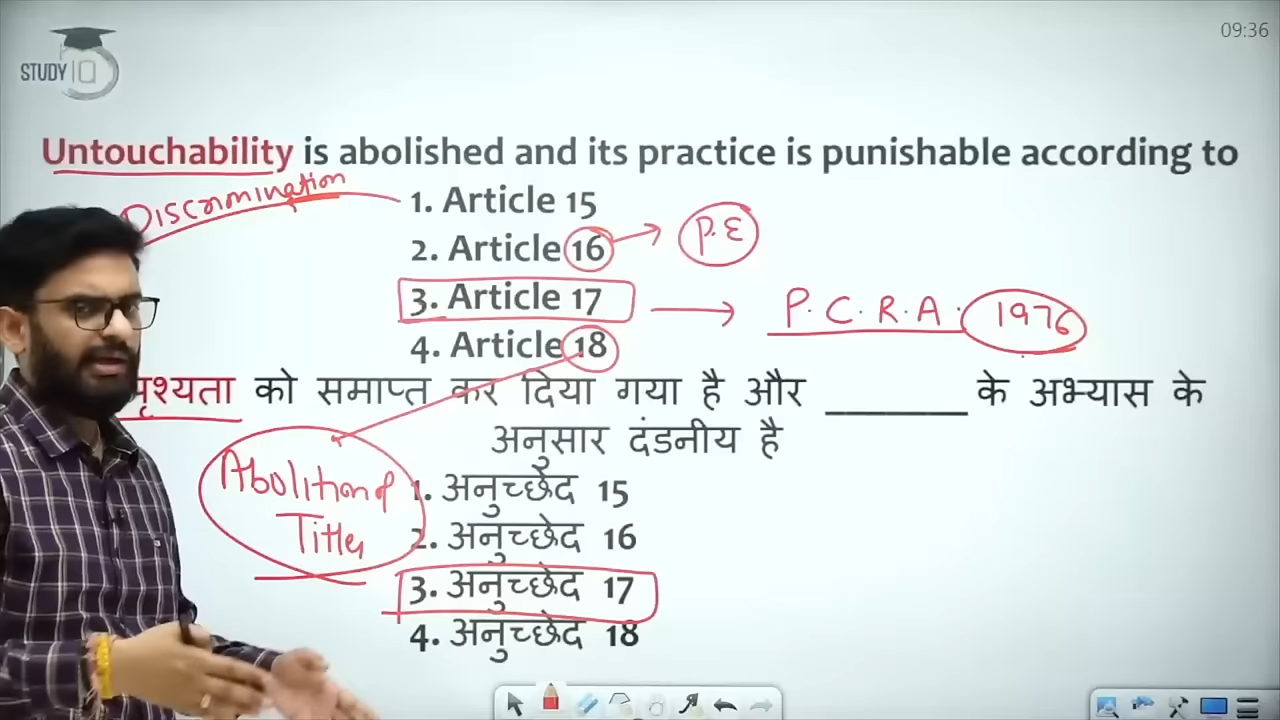 09:36
STUDY IQ
Untouchability is abolished and its practice is punishable according to
Discrimination
1. Article 15
2. Article 16
P.E
3. Article 17
P.C.R.A. 1976
4. Article 18
पृश्यता को समाप्त कर दिया गया है और ________ के अभ्यास के
अनुसार दंडनीय है
Abolition of
Titles
1. अनुच्छेद 15
2. अनुच्छेद 16
3. अनुच्छेद 17
4. अनुच्छेद 18